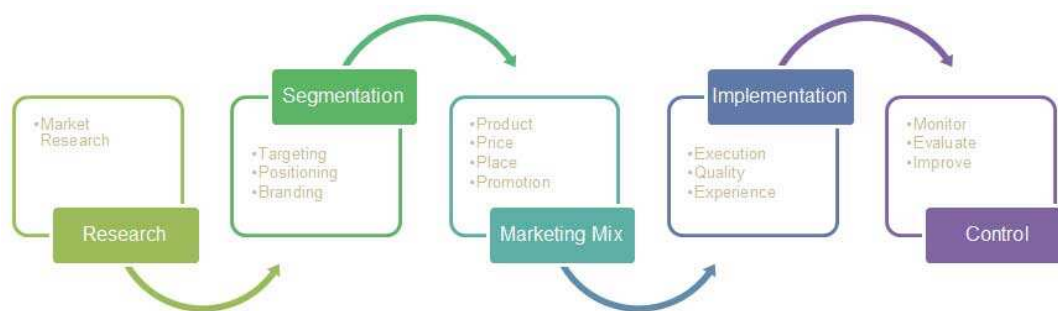 •Market
Research
Research
Segmentation
•Targeting
•Positioning
•Branding
•Product
•Price
•Place
•Promotion
Marketing Mix
Implementation
•Execution
•Quality
•Experience
•Monitor
•Evaluate
•Improve
Control